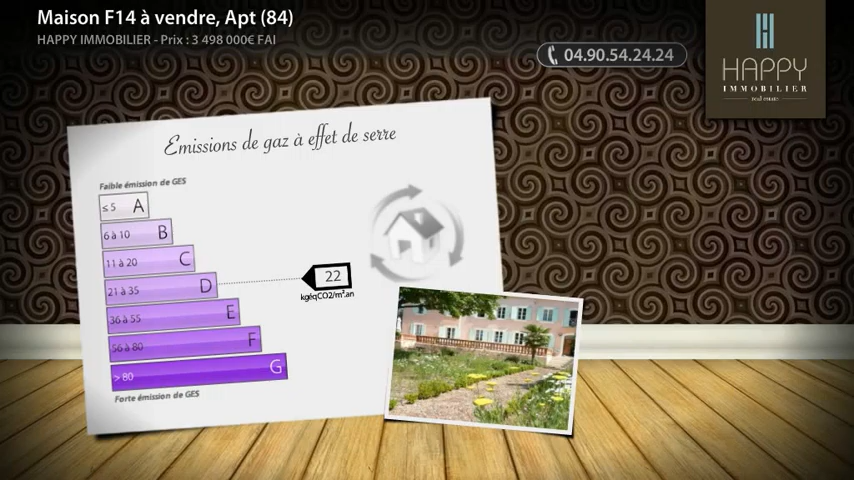 Maison F14 à vendre, Apt (84)
HAPPY IMMOBILIER - Prix : 3 498 000€ FAI
04.90.54.24.24
HAPPY
IMMOBILIER
real estate
Emissions de gaz à effet de serre
Faible émission de GES
≤ 5 A
6 à 10 B
11 à 20 C
21 à 35 D
22
kgéqCO2/m².an
36 à 55 E
56 à 80 F
> 80 G
Forte émission de GES